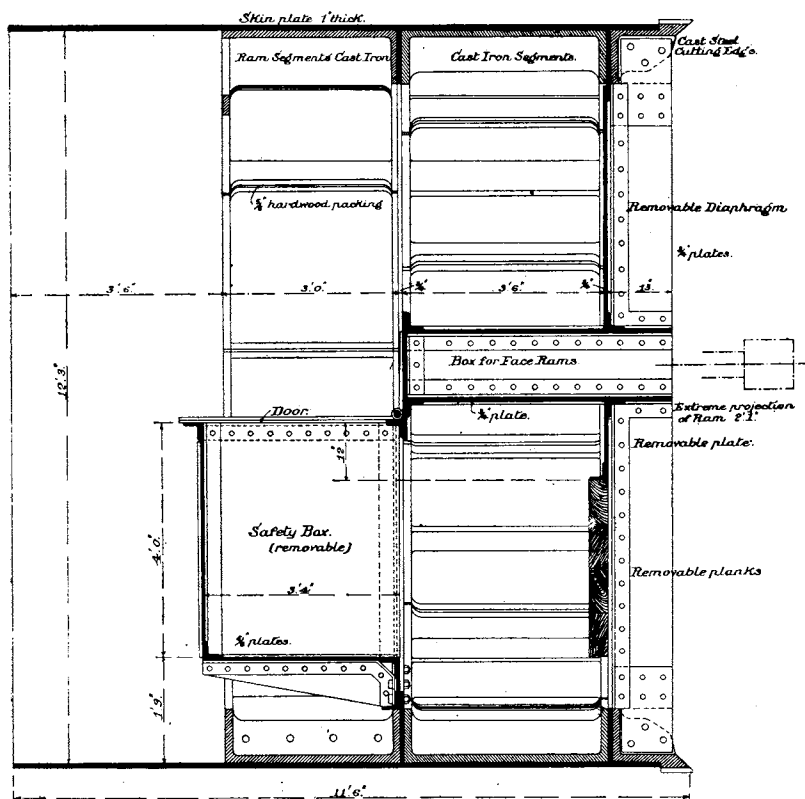 Skin plate 1" thick.
Cast Steel
Cutting Edge.
Ram Segments Cast Iron
Cast Iron Segments.
hardwood packing
Removable Diaphragm
¾" plates.
3'.6"
3'.0"
¾"
3'.6"
¾"
13"
12'.3"
Box for Face Rams
Door.
¾" plate.
Extreme projection
of Ram 2'.1"
12"
Removable plate.
Safety Box.
(removable)
4'.0"
3'.4"
Removable planks
plates.
1'.9"
11'.6"